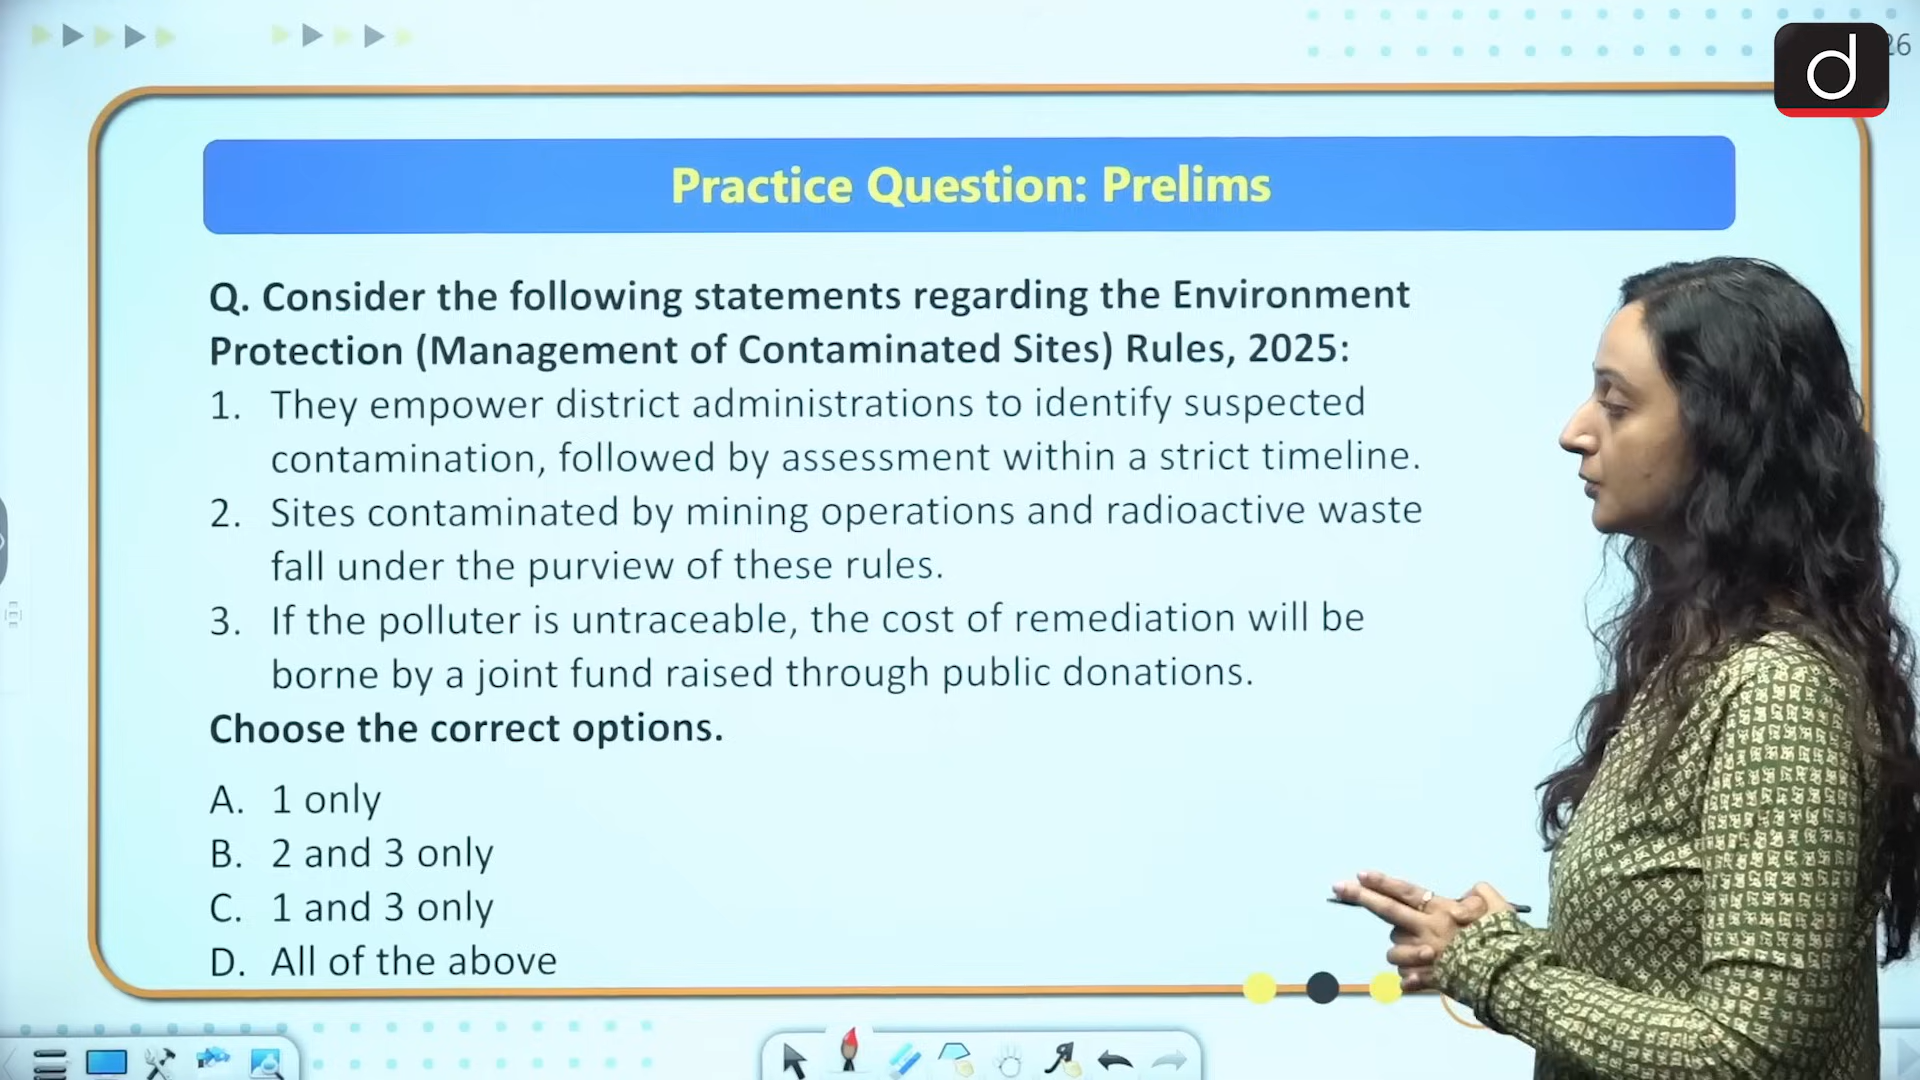 26
d
Practice Question: Prelims
Q. Consider the following statements regarding the Environment
Protection (Management of Contaminated Sites) Rules, 2025:
1. They empower district administrations to identify suspected
contamination, followed by assessment within a strict timeline.
2. Sites contaminated by mining operations and radioactive waste
fall under the purview of these rules.
3. If the polluter is untraceable, the cost of remediation will be
borne by a joint fund raised through public donations.
Choose the correct options.
A. 1 only
B. 2 and 3 only
C. 1 and 3 only
D. All of the above